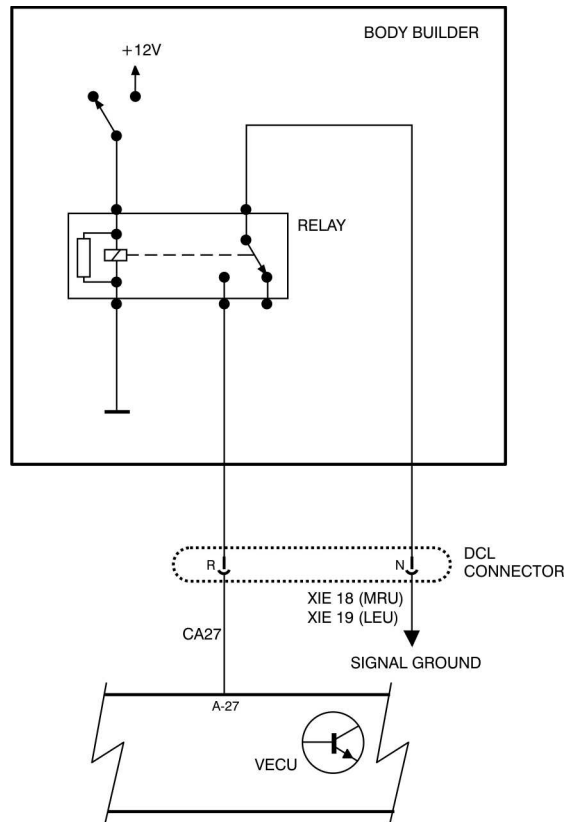 BODY BUILDER
+12V
RELAY
DCL
CONNECTOR
R
N
XIE 18 (MRU)
XIE 19 (LEU)
CA27
SIGNAL GROUND
A-27
VECU